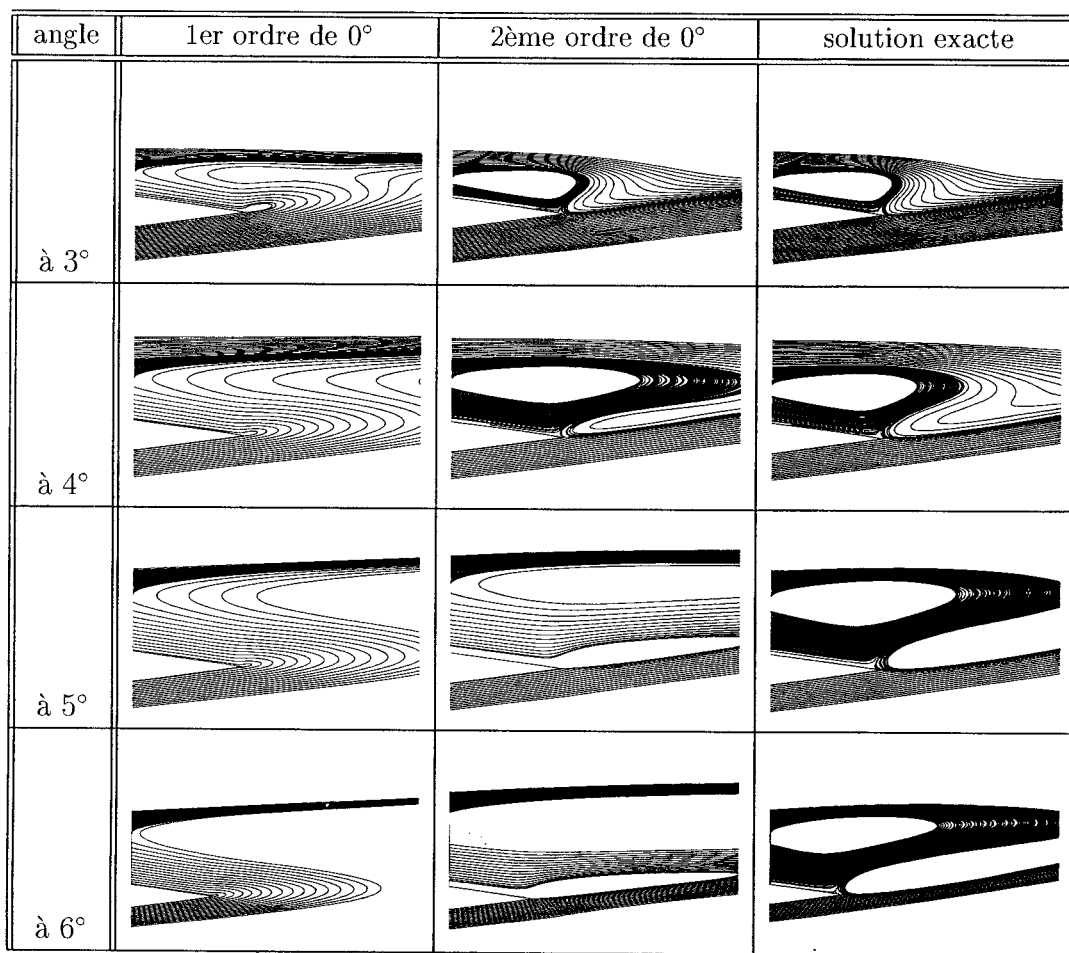 angle 1er ordre de 0° 2ème ordre de 0° solution exacte
à 3°
à 4°
à 5°
à 6°